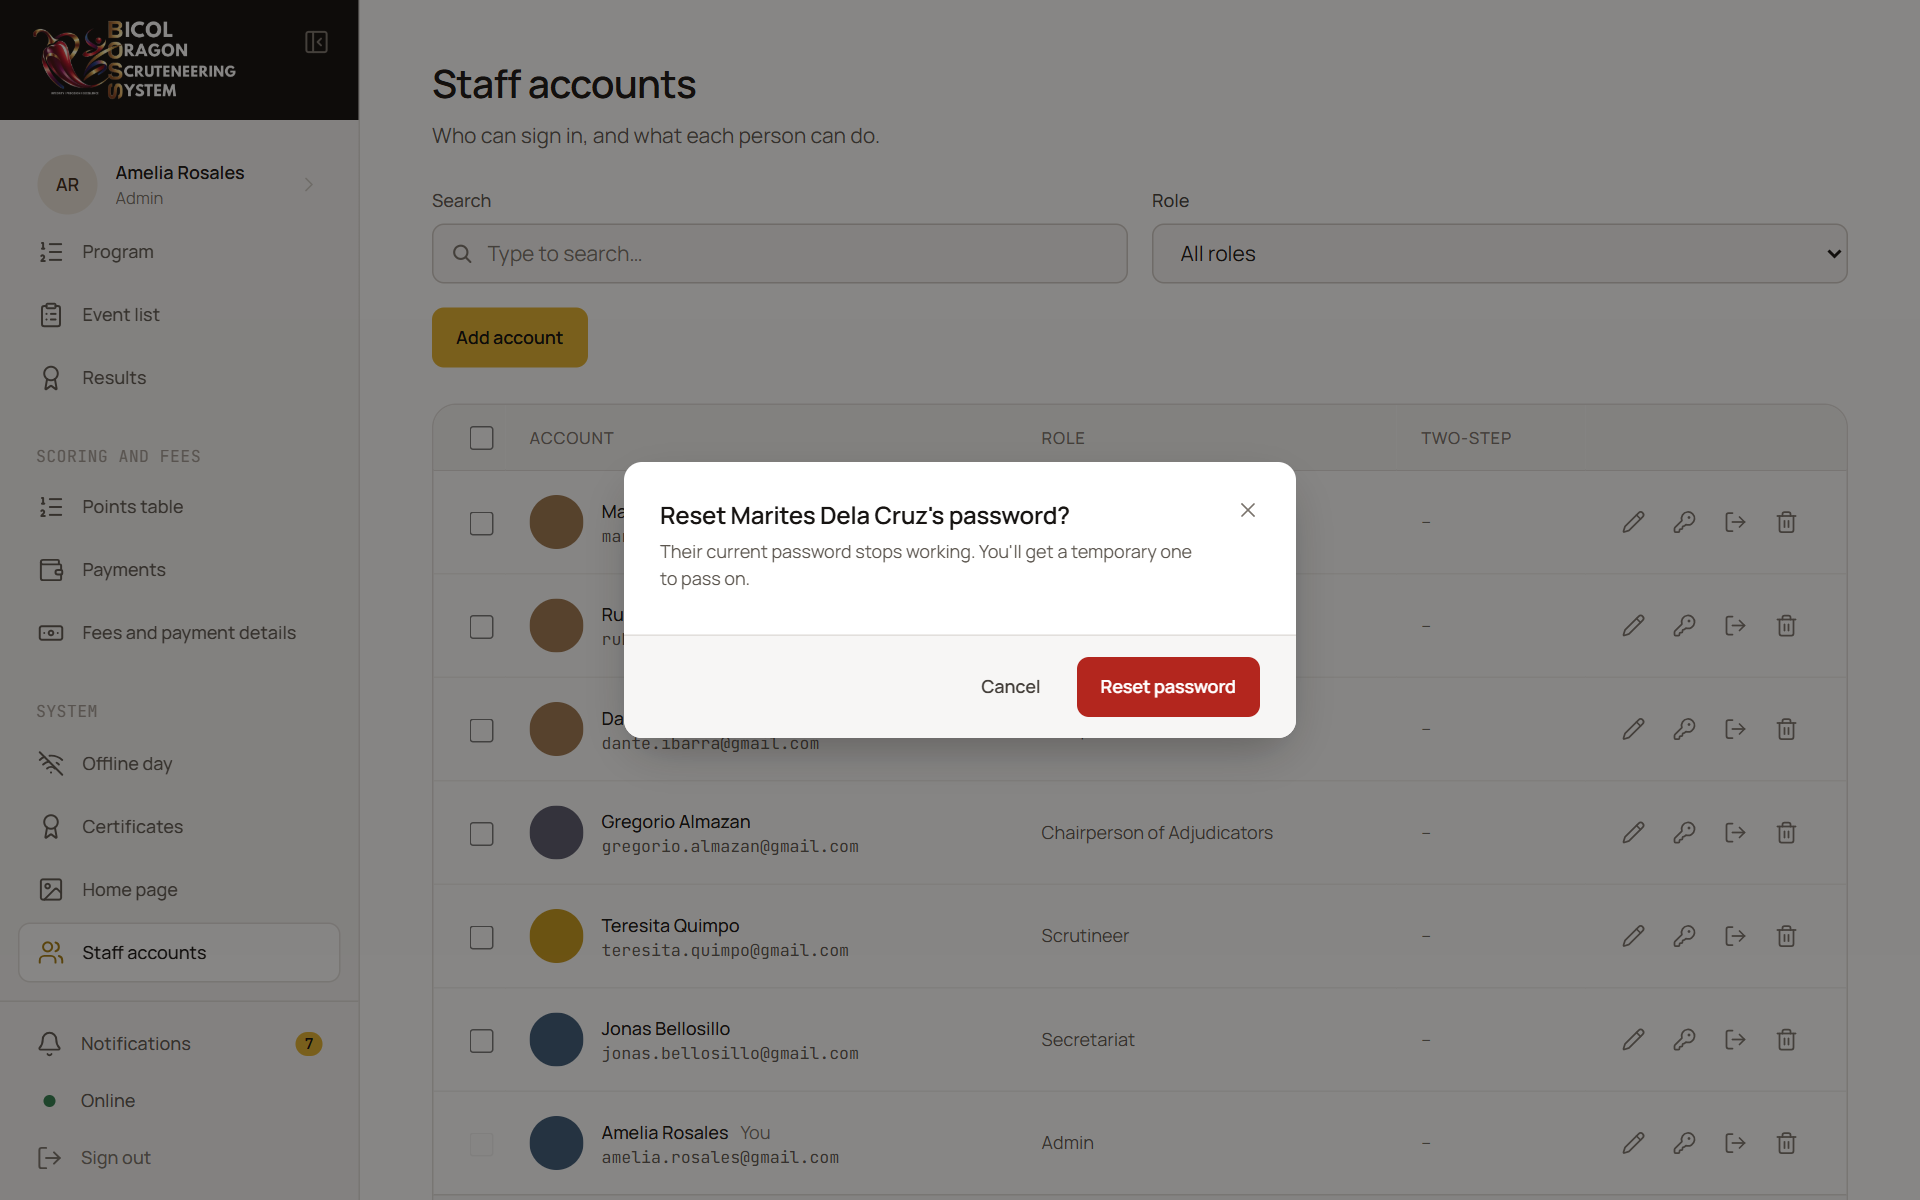 BICOL
DRAGON
SCRUTENEERING
SYSTEM
AR
Amelia Rosales
Admin
Program
Event list
Results
SCORING AND FEES
Points table
Payments
Fees and payment details
SYSTEM
Offline day
Certificates
Home page
Staff accounts
Notifications
7
Online
Sign out
Staff accounts
Who can sign in, and what each person can do.
Search
Role
Type to search...
All roles
Add account
ACCOUNT
ROLE
TWO-STEP
Reset Marites Dela Cruz's password?
Their current password stops working. You'll get a temporary one
to pass on.
Cancel
Reset password
Ma
mar
–
Ru
–
Da
dante.ibarra@gmail.com
–
Gregorio Almazan
gregorio.almazan@gmail.com
Chairperson of Adjudicators
–
Teresita Quimpo
teresita.quimpo@gmail.com
Scrutineer
–
Jonas Bellosillo
jonas.bellosillo@gmail.com
Secretariat
–
Amelia Rosales You
amelia.rosales@gmail.com
Admin
–